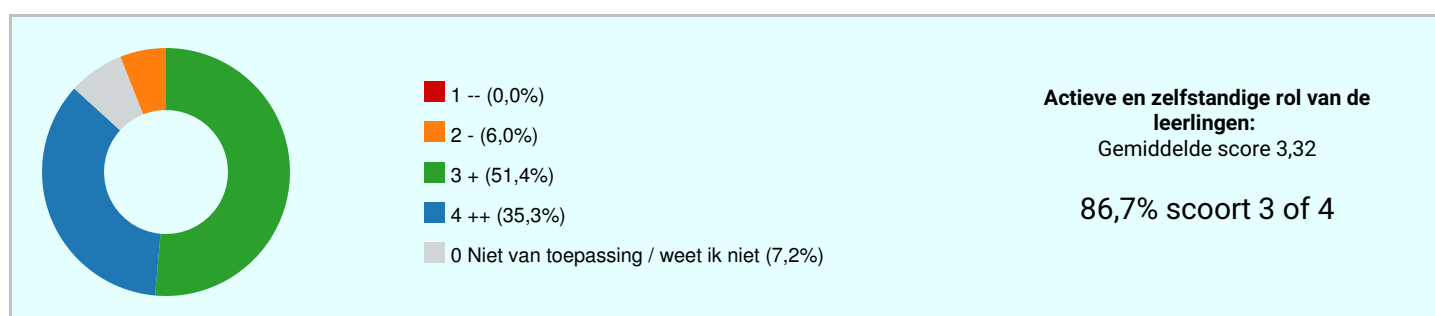 1 -- (0,0%)
2 - (6,0%)
3 + (51,4%)
4 ++ (35,3%)
0 Niet van toepassing / weet ik niet (7,2%)
Actieve en zelfstandige rol van de
leerlingen:
Gemiddelde score 3,32
86,7% scoort 3 of 4